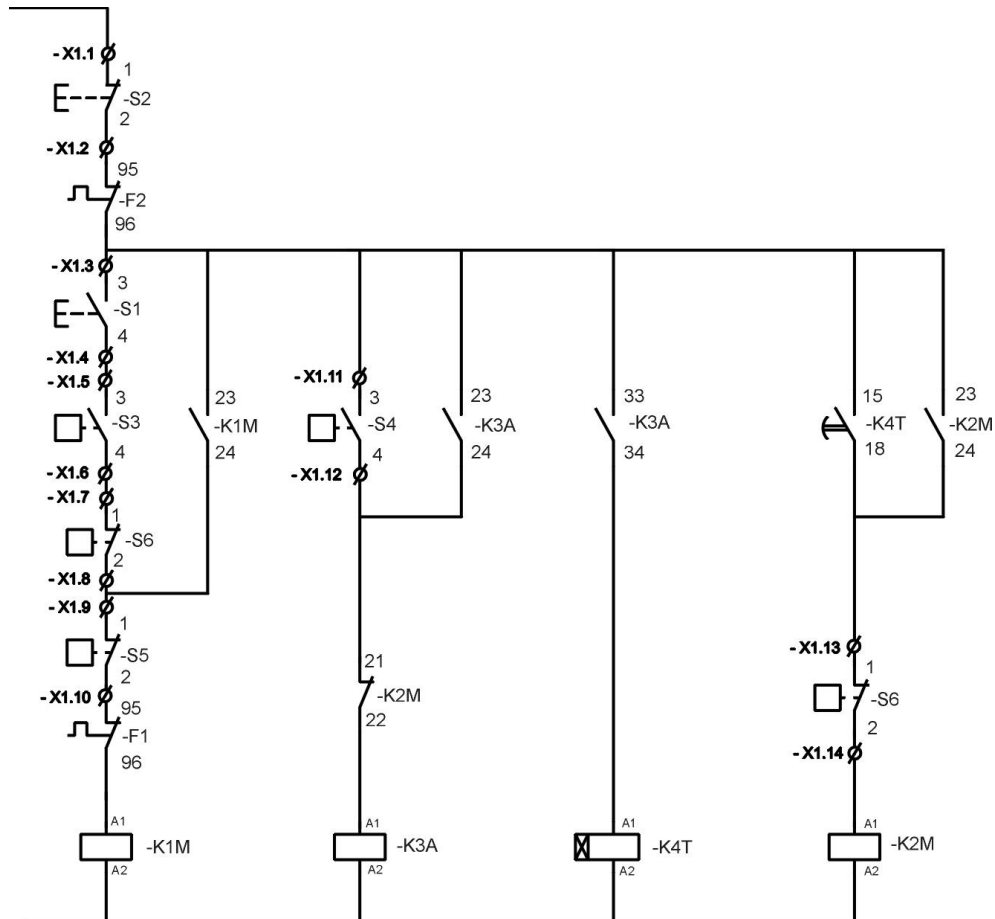 - X1.1
1
-S2
2
- X1.2
95
-F2
96
- X1.3
3
-S1
4
- X1.4
- X1.5
3
-S3
4
- X1.6
- X1.7
1
-S6
2
- X1.8
- X1.9
1
-S5
2
- X1.10
95
-F1
96
A1
-K1M
A2
23
-K1M
24
- X1.11
3
-S4
4
- X1.12
23
-K3A
24
21
-K2M
22
A1
-K3A
A2
33
-K3A
34
A1
-K4T
A2
15
-K4T
18
23
-K2M
24
- X1.13
1
-S6
2
- X1.14
A1
-K2M
A2